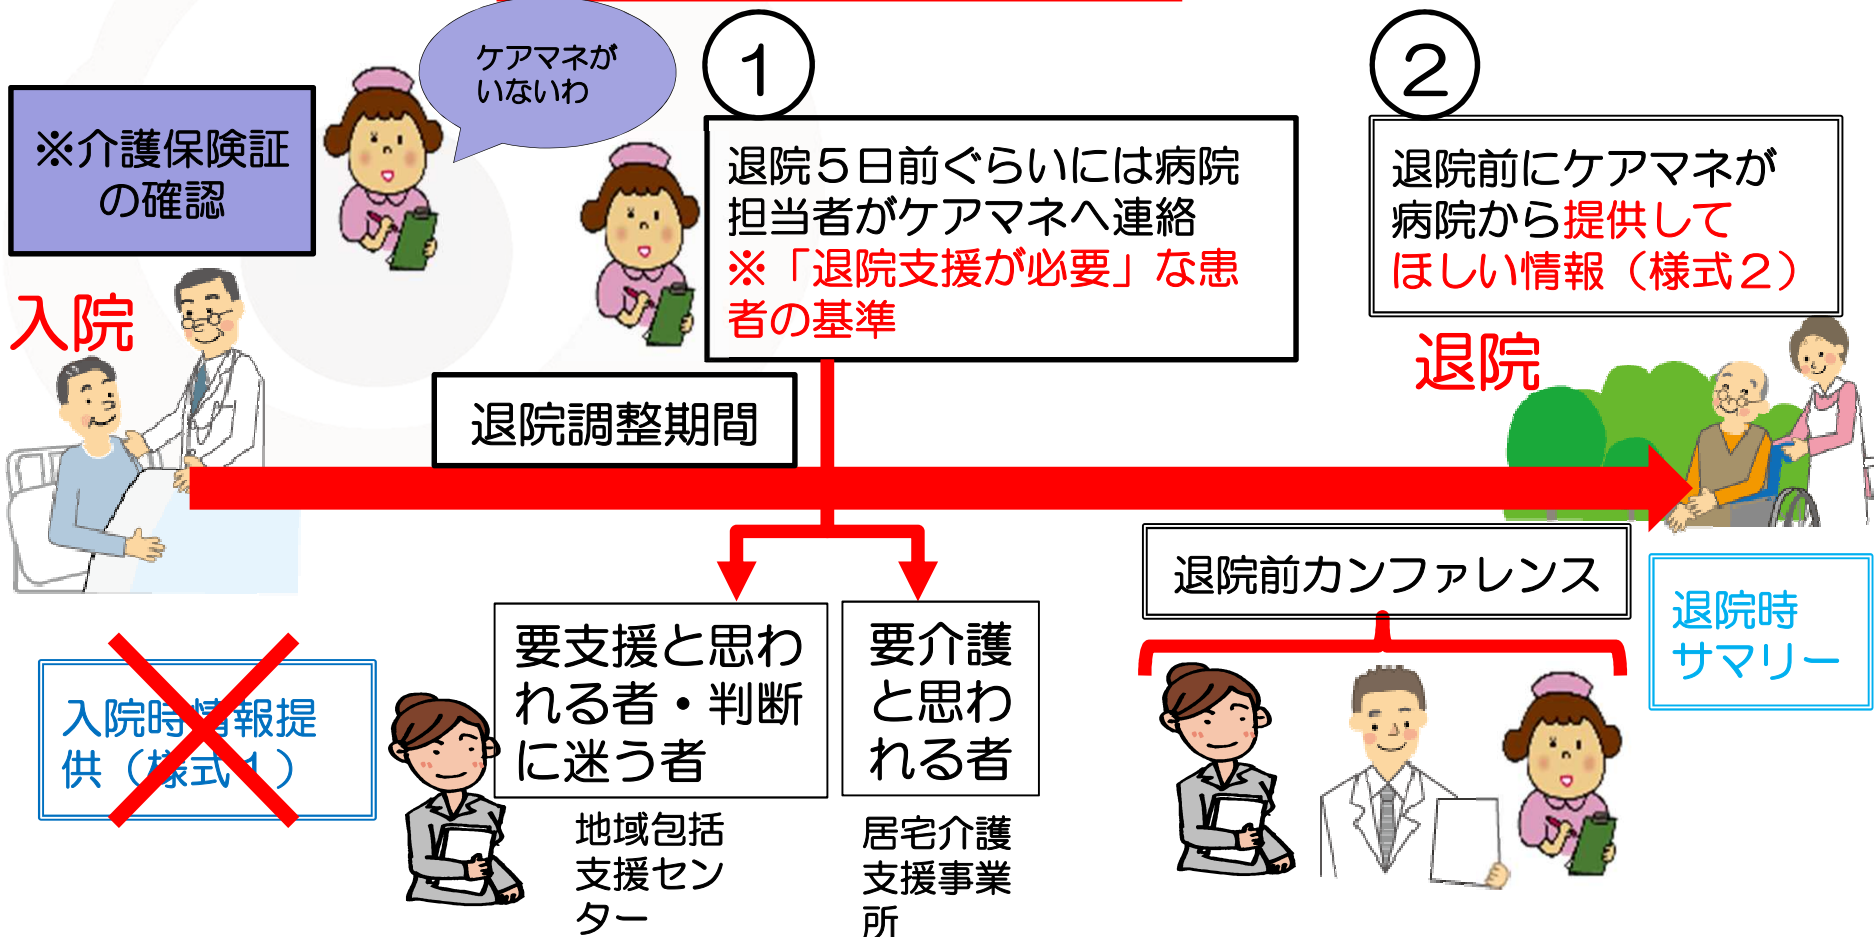 ケアマネが
いないわ
※介護保険証
の確認
1
退院５日前ぐらいには病院
担当者がケアマネへ連絡
※「退院支援が必要」な患
者の基準
2
退院前にケアマネが
病院から提供して
ほしい情報（様式２）
入院
退院
退院調整期間
退院前カンファレンス
退院時
サマリー
入院時情報提
供（様式１）
要支援と思わ
れる者・判断
に迷う者
地域包括
支援セン
ター
要介護
と思わ
れる者
居宅介護
支援事業
所